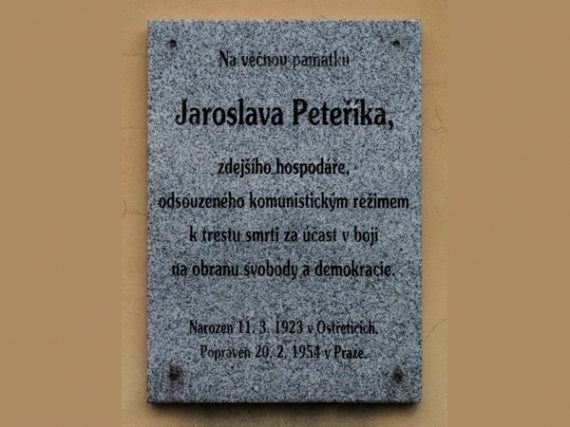 Na věčnou památku
Jaroslava Peteříka,
zdejšího hospodáře,
odsouzeného komunistickým režimem
k trestu smrti za účast v boji
na obranu svobody a demokracie.
Narozen 11. 3. 1923 v Ostřeticích.
Popraven 20. 2. 1954 v Praze.